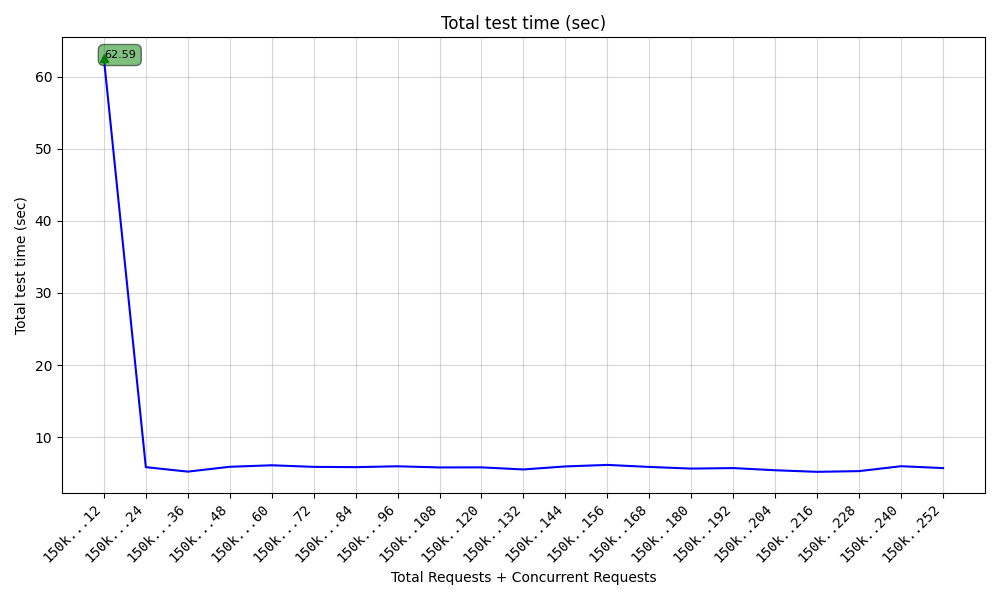 Total test time (sec)
62.59
Total test time (sec)
60
50
40
30
20
10
150k...12
150k...24
150k...36
150k...48
150k...60
150k...72
150k...84
150k...96
150k..108
150k..120
150k..132
150k..144
150k..156
150k..168
150k..180
150k..192
150k..204
150k..216
150k..228
150k..240
150k..252
Total Requests + Concurrent Requests